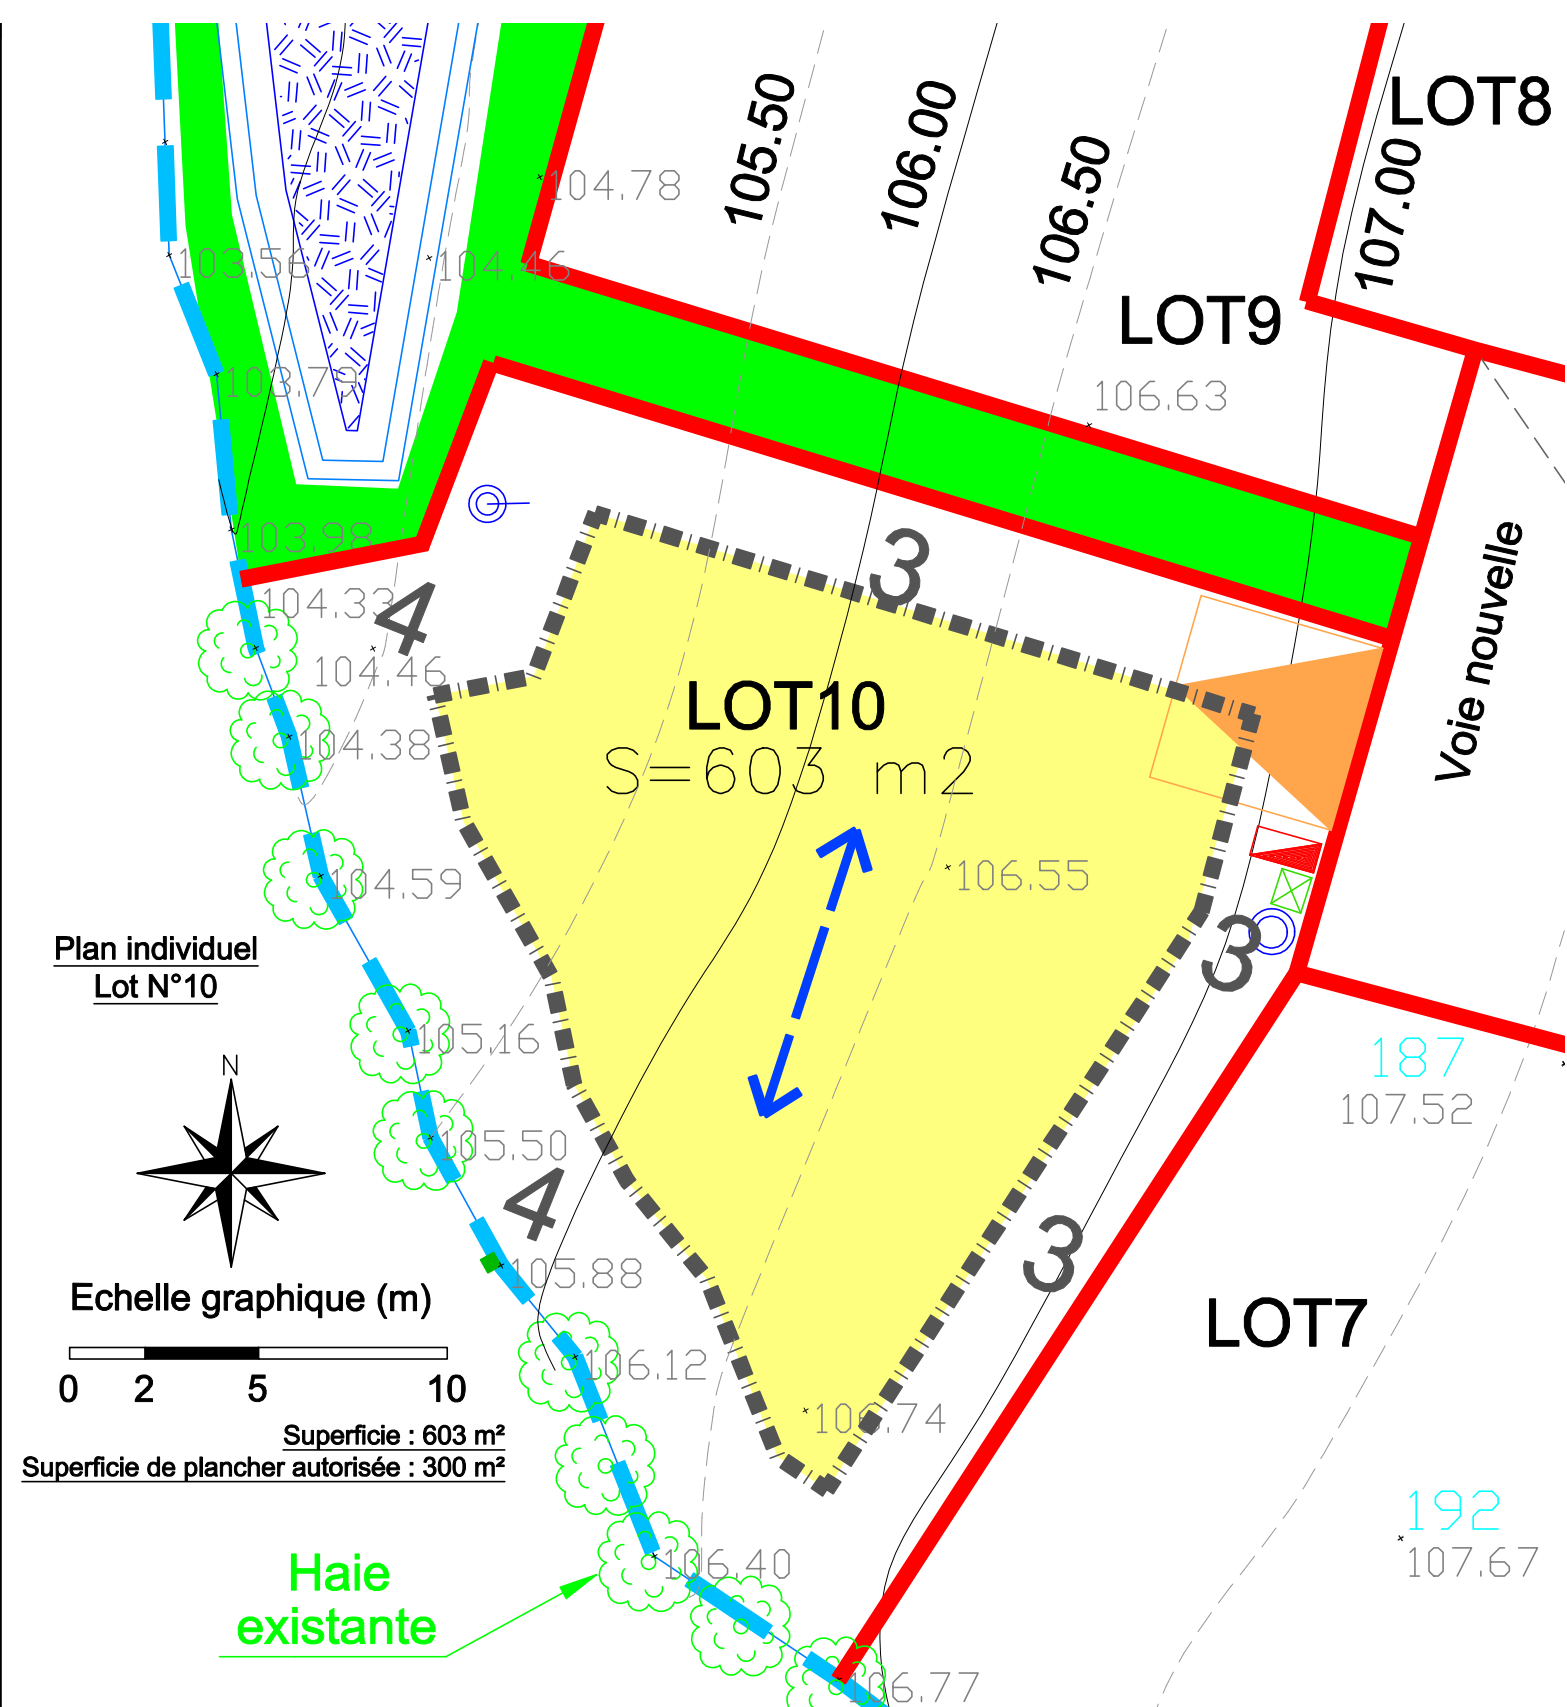 LOT8
105.50
106.00
106.50
107.00
104.78
103.56
104.46
LOT9
103.79
106.63
103.98
3
Voie nouvelle
104.33
4
104.46
LOT10
104.38
S=603 m2
106.55
104.59
Plan individuel
Lot N°10
3
105.16
187
107.52
N
105.50
4
3
105.88
Echelle graphique (m)
LOT7
106.12
0 2 5 10
106.74
Superficie : 603 m²
Superficie de plancher autorisée : 300 m²
192
107.67
106.40
Haie
existante
106.77